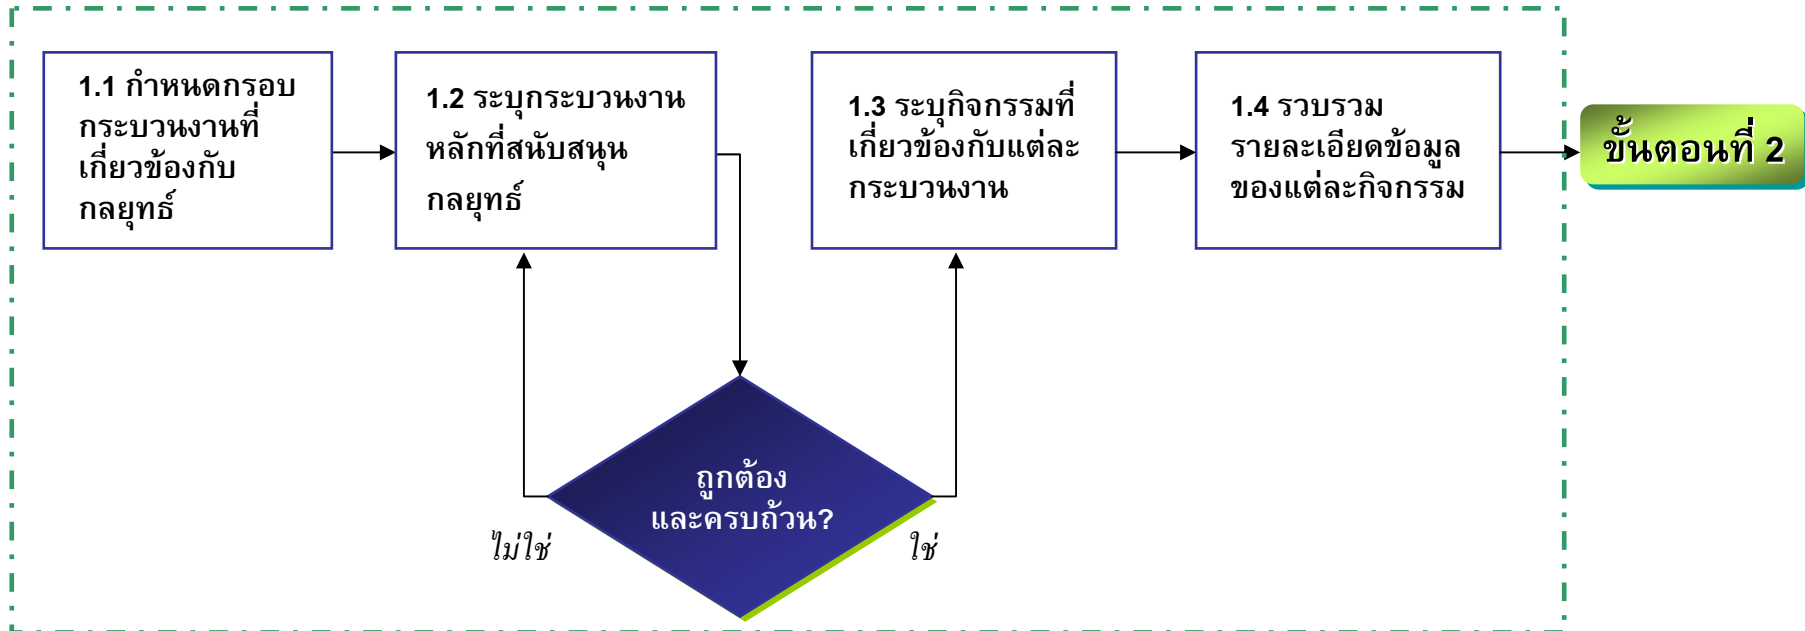 1.1 กำหนดกรอบ
กระบวนงานที่
เกี่ยวข้องกับ
กลยุทธ์
1.2 ระบุกระบวนงาน
หลักที่สนับสนุน
กลยุทธ์
1.3 ระบุกิจกรรมที่
เกี่ยวข้องกับแต่ละ
กระบวนงาน
1.4 รวบรวม
รายละเอียดข้อมูล
ของแต่ละกิจกรรม
ขั้นตอนที่ 2
ถูกต้อง
และครบถ้วน?
ไม่ใช่
ใช่